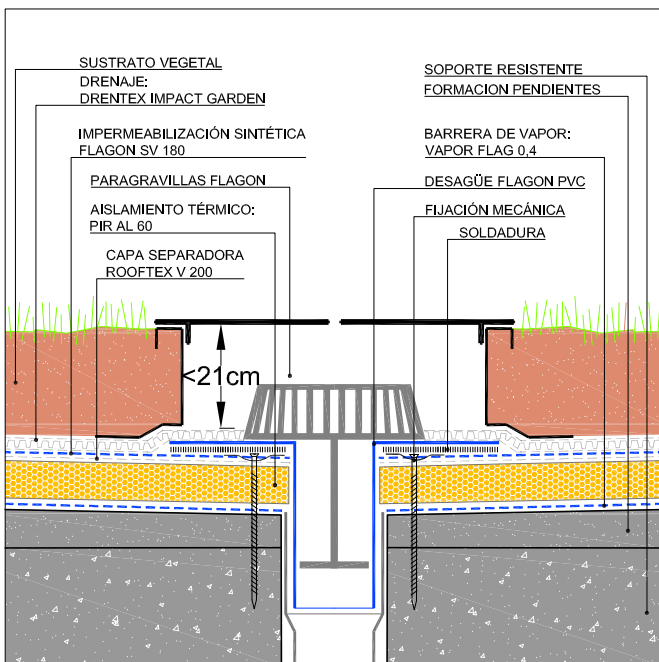 SUSTRATO VEGETAL
DRENAJE:
DRENTEX IMPACT GARDEN
IMPERMEABILIZACIÓN SINTÉTICA
FLAGON SV 180
PARAGRAVILLAS FLAGON
AISLAMIENTO TÉRMICO:
PIR AL 60
CAPA SEPARADORA
ROOFTEX V 200
SOPORTE RESISTENTE
FORMACION PENDIENTES
BARRERA DE VAPOR:
VAPOR FLAG 0,4
DESAGÜE FLAGON PVC
FIJACIÓN MECÁNICA
SOLDADURA
<21cm